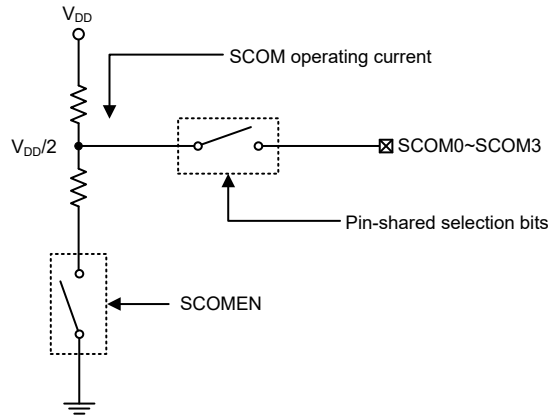 VDD
SCOM operating current
VDD/2
SCOM0~SCOM3
Pin-shared selection bits
SCOMEN